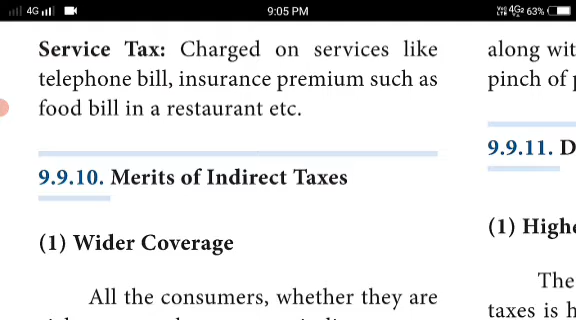 4G
9:05 PM
4G2 63%
Service Tax: Charged on services like
telephone bill, insurance premium such as
food bill in a restaurant etc.
9.9.10. Merits of Indirect Taxes
(1) Wider Coverage
All the consumers, whether they are
along
pinch of
9.9.11.
(1)
The
taxes is